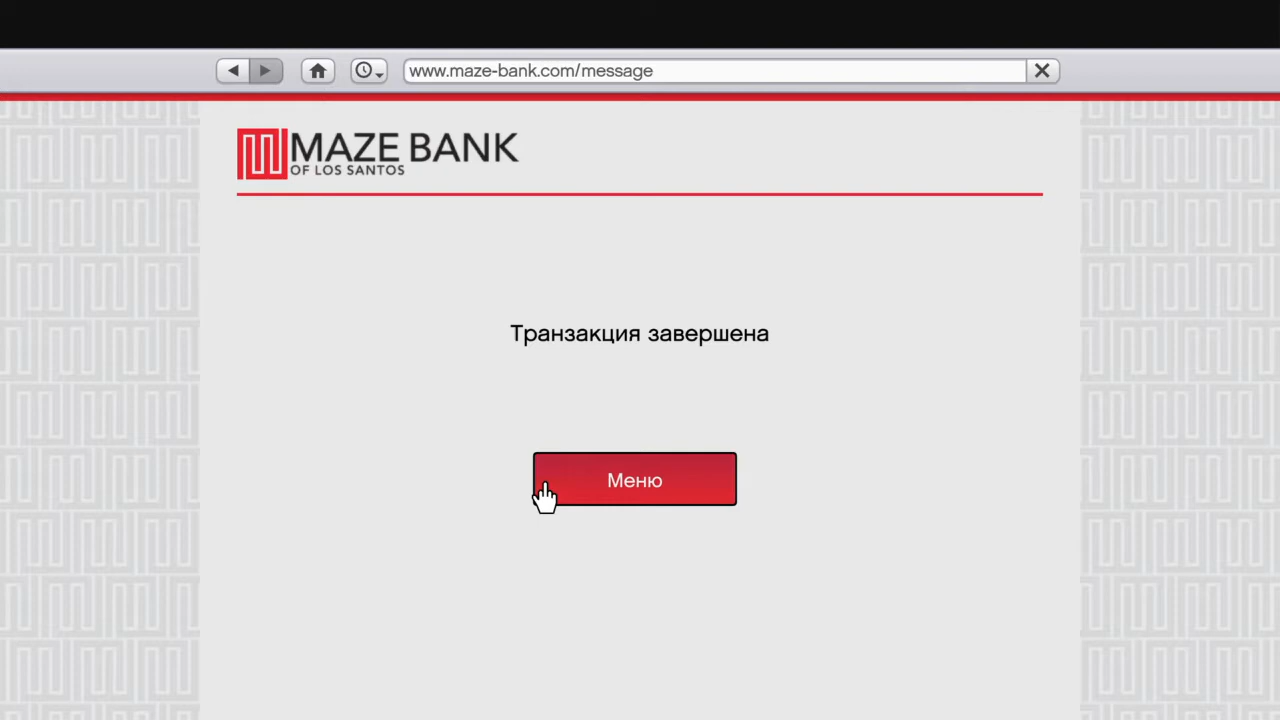 www.maze-bank.com/message
MAZE BANK
OF LOS SANTOS
Транзакция завершена
Меню